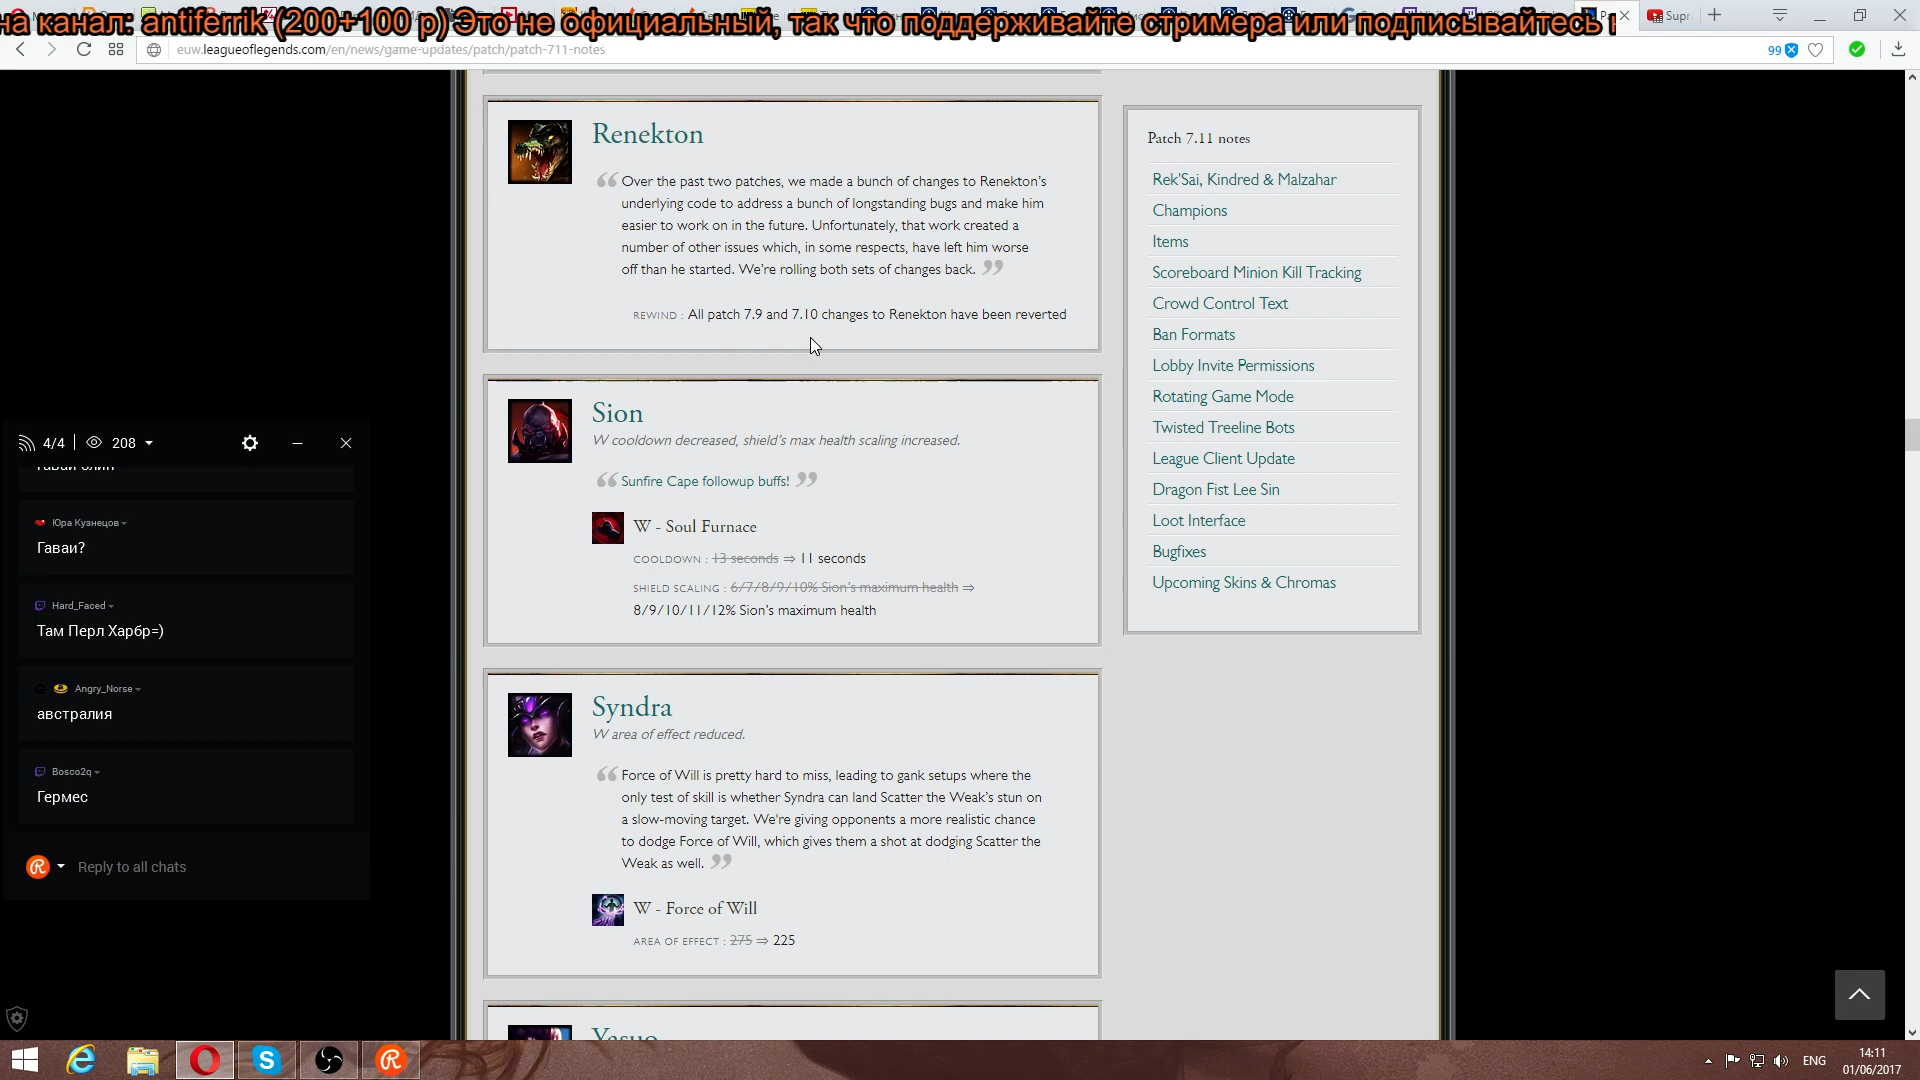 на канал: antiferrik (200+100 р) Это не официальный, так что поддерживайте стримера или подписывайтесь
Supr
euw.leagueoflegends.com/en/news/game-updates/patch/patch-711-notes
99
Renekton
Over the past two patches, we made a bunch of changes to Renekton's
underlying code to address a bunch of longstanding bugs and make him
easier to work on in the future. Unfortunately, that work created a
number of other issues which, in some respects, have left him worse
off than he started. We're rolling both sets of changes back.
REWIND : All patch 7.9 and 7.10 changes to Renekton have been reverted
Sion
W cooldown decreased, shield's max health scaling increased.
Sunfire Cape followup buffs!
W - Soul Furnace
COOLDOWN : 13 seconds ⇒ 11 seconds
SHIELD SCALING : 6/7/8/9/10% Sion's maximum health ⇒
8/9/10/11/12% Sion's maximum health
Syndra
W area of effect reduced.
Force of Will is pretty hard to miss, leading to gank setups where the
only test of skill is whether Syndra can land Scatter the Weak's stun on
a slow-moving target. We're giving opponents a more realistic chance
to dodge Force of Will, which gives them a shot at dodging Scatter the
Weak as well.
W - Force of Will
AREA OF EFFECT : 275 ⇒ 225
Yasuo
Patch 7.11 notes
Rek'Sai, Kindred & Malzahar
Champions
Items
Scoreboard Minion Kill Tracking
Crowd Control Text
Ban Formats
Lobby Invite Permissions
Rotating Game Mode
Twisted Treeline Bots
League Client Update
Dragon Fist Lee Sin
Loot Interface
Bugfixes
Upcoming Skins & Chromas
4/4 208
Юра Кузнецов
Гаваи?
Hard_Faced
Там Перл Харбр=)
Angry_Norse
австралия
Bosco2q
Гермес
Reply to all chats
ENG
14:11
01/06/2017